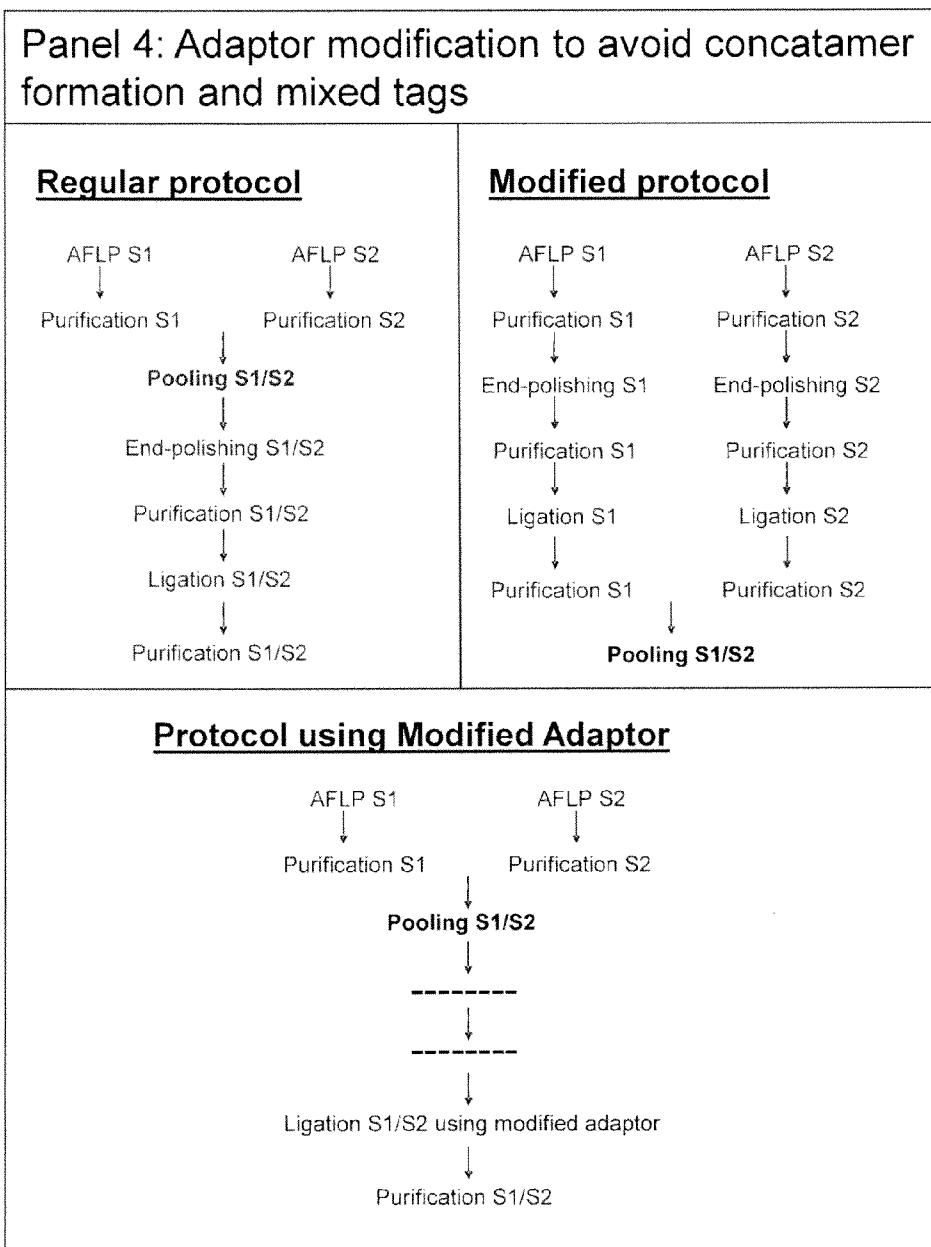 Panel 4: Adaptor modification to avoid concatamer
formation and mixed tags
Regular protocol
AFLP S1 AFLP S2
Purification S1 Purification S2
Pooling S1/S2
End-polishing S1/S2
Purification S1/S2
Ligation S1/S2
Purification S1/S2
Modified protocol
AFLP S1 AFLP S2
Purification S1 Purification S2
End-polishing S1 End-polishing S2
Purification S1 Purification S2
Ligation S1 Ligation S2
Purification S1 Purification S2
Pooling S1/S2
Protocol using Modified Adaptor
AFLP S1 AFLP S2
Purification S1 Purification S2
Pooling S1/S2
--------
--------
Ligation S1/S2 using modified adaptor
Purification S1/S2